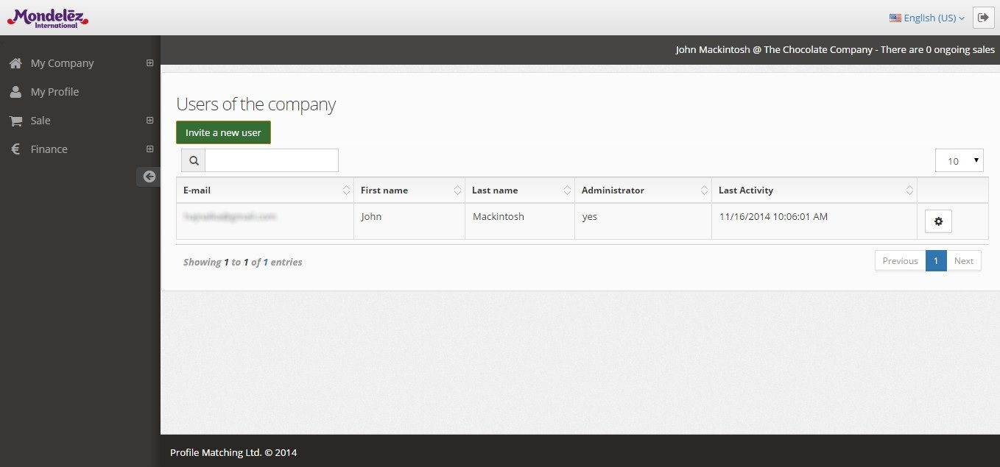 Mondelēz
International
English (US)
John Mackintosh @ The Chocolate Company - There are 0 ongoing sales
My Company
My Profile
Sale
Finance
Users of the company
Invite a new user
10
E-mail First name Last name Administrator Last Activity
John Mackintosh yes 11/16/2014 10:06:01 AM
Showing 1 to 1 of 1 entries
Previous 1 Next
Profile Matching Ltd. © 2014